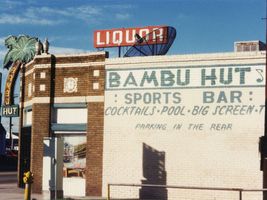 LIQUOR
BAMBU HUT
SPORTS BAR
COCKTAILS · POOL · BIG SCREEN · T
PARKING IN THE REAR
HUT